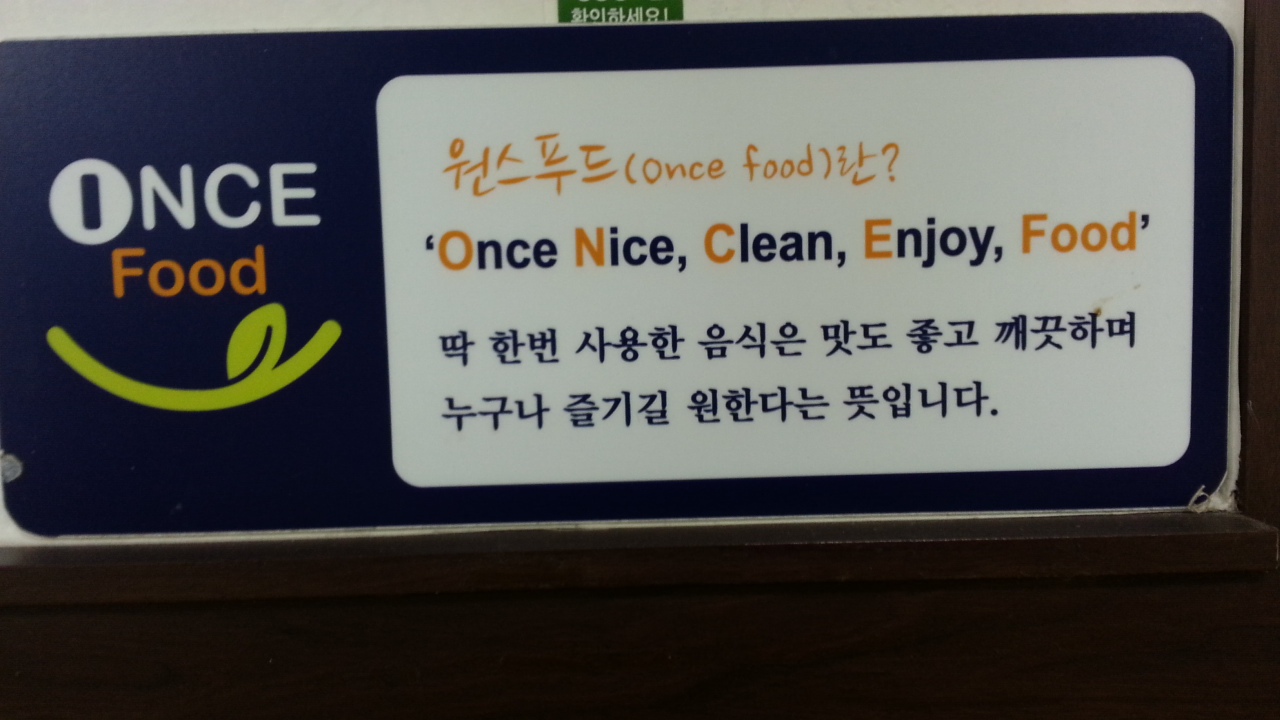 확인하세요!
ONCE
Food
원스푸드(Once food)란?
‘Once Nice, Clean, Enjoy, Food’
딱 한번 사용한 음식은 맛도 좋고 깨끗하며
누구나 즐기길 원한다는 뜻입니다.